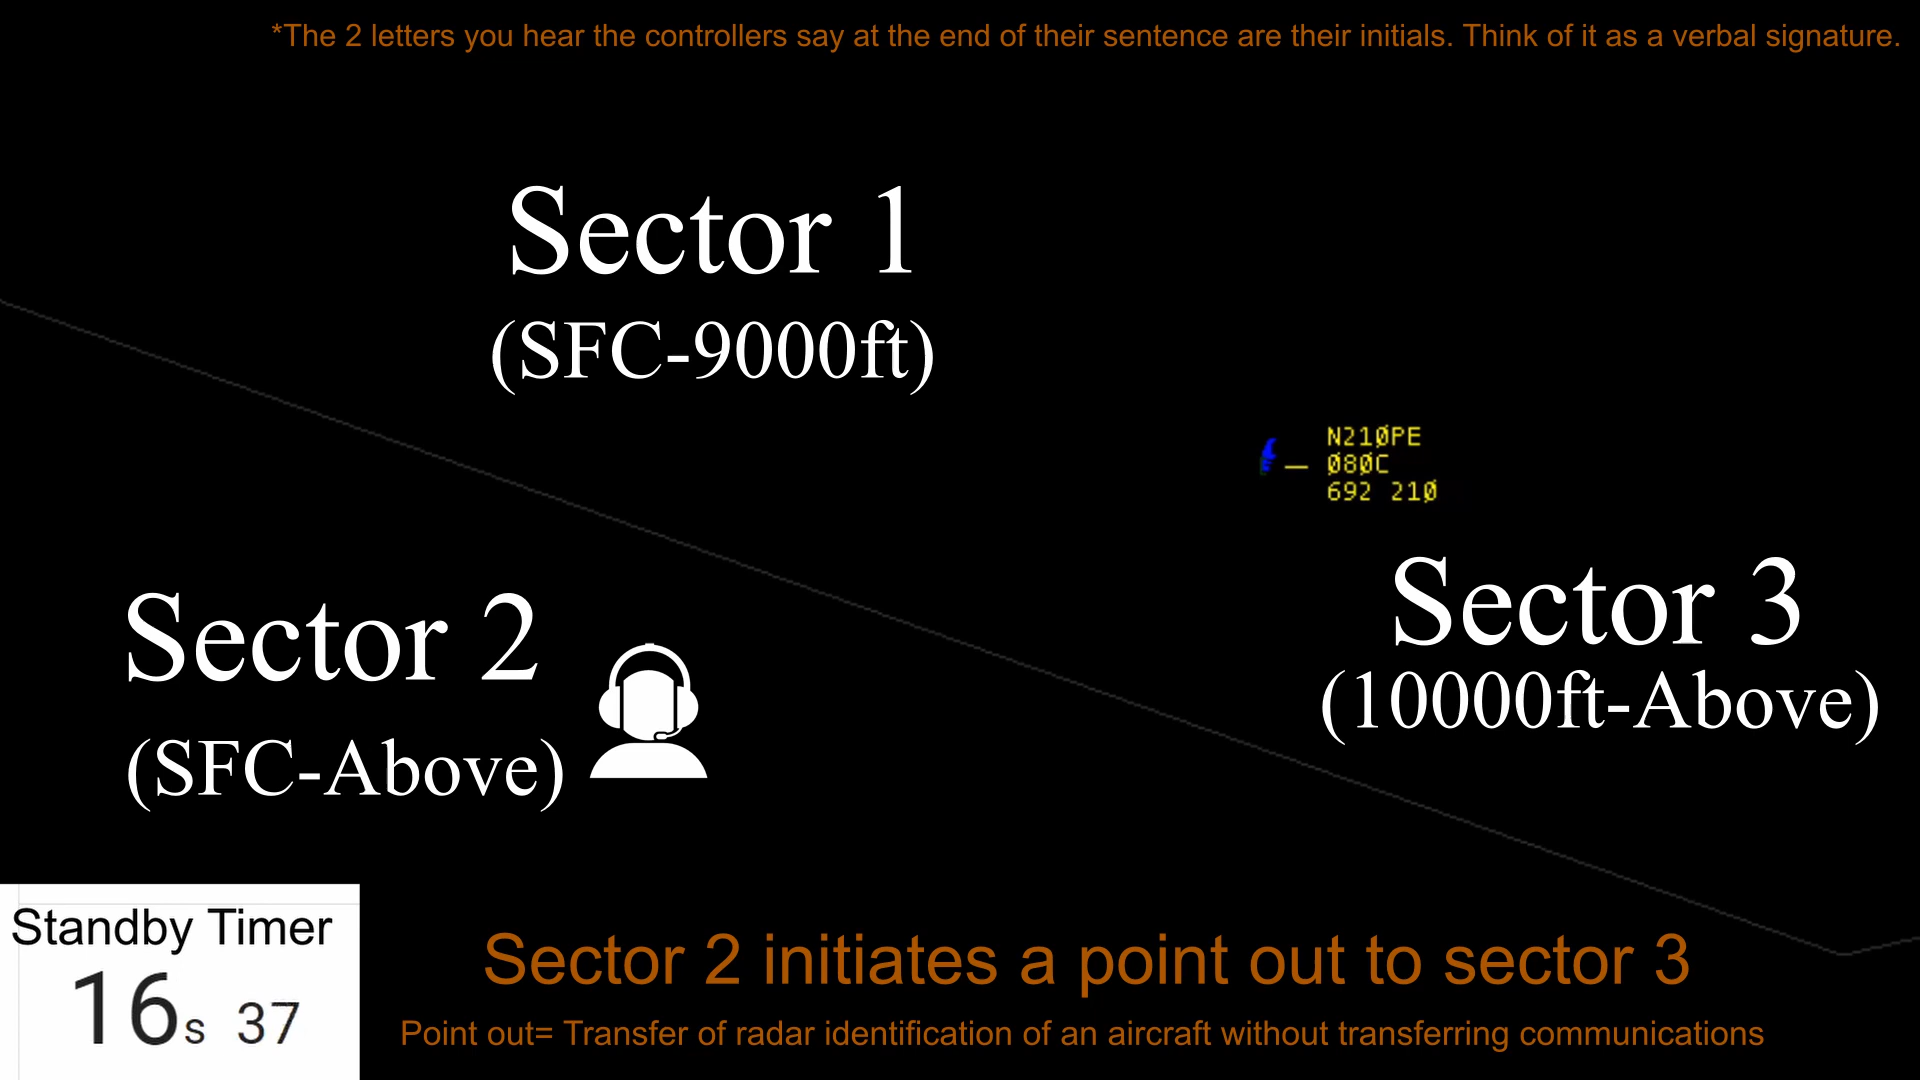 *The 2 letters you hear the controllers say at the end of their sentence are their initials. Think of it as a verbal signature.
Sector 1
(SFC-9000ft)
N210PE
080C
692 210
Sector 3
(10000ft-Above)
Sector 2
(SFC-Above)
Standby Timer
16s 37
Sector 2 initiates a point out to sector 3
Point out= Transfer of radar identification of an aircraft without transferring communications